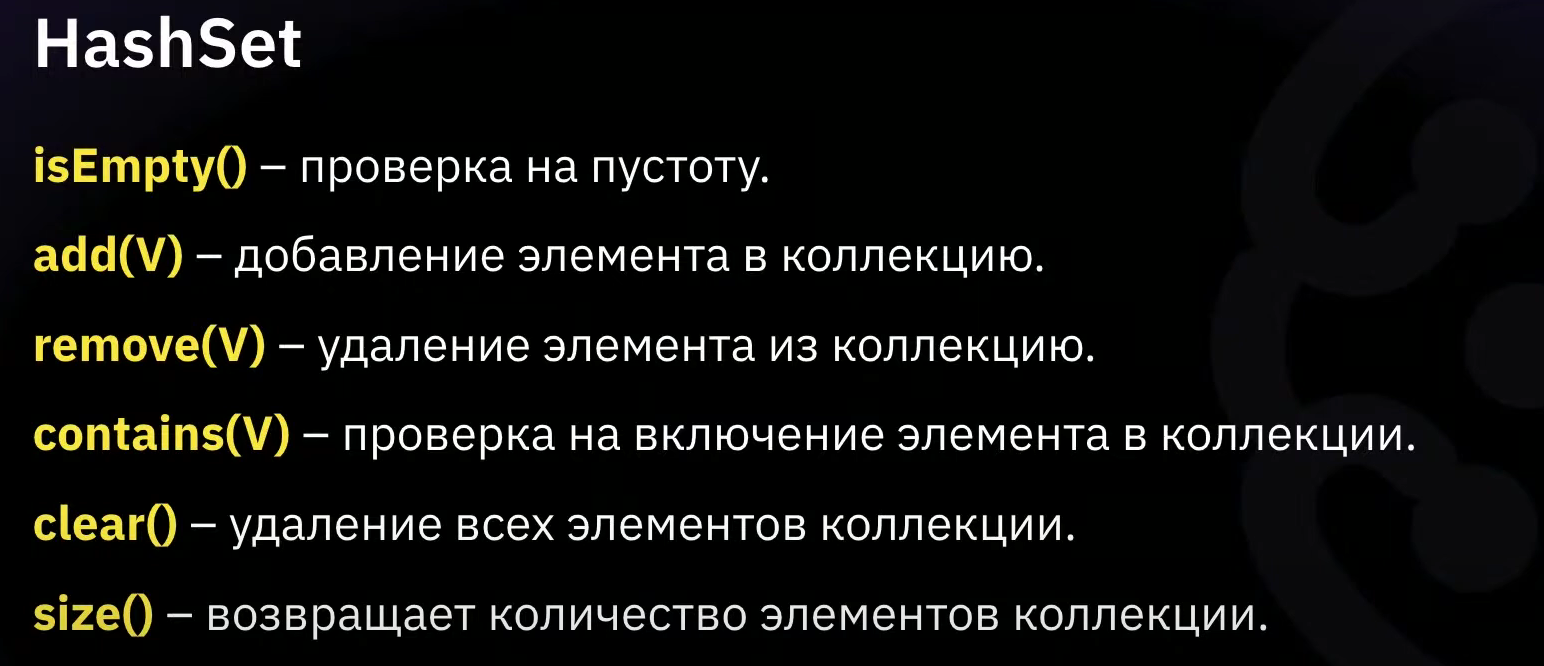 HashSet
isEmpty() – проверка на пустоту.
add(V) – добавление элемента в коллекцию.
remove(V) – удаление элемента из коллекцию.
contains(V) – проверка на включение элемента в коллекции.
clear() – удаление всех элементов коллекции.
size() – возвращает количество элементов коллекции.